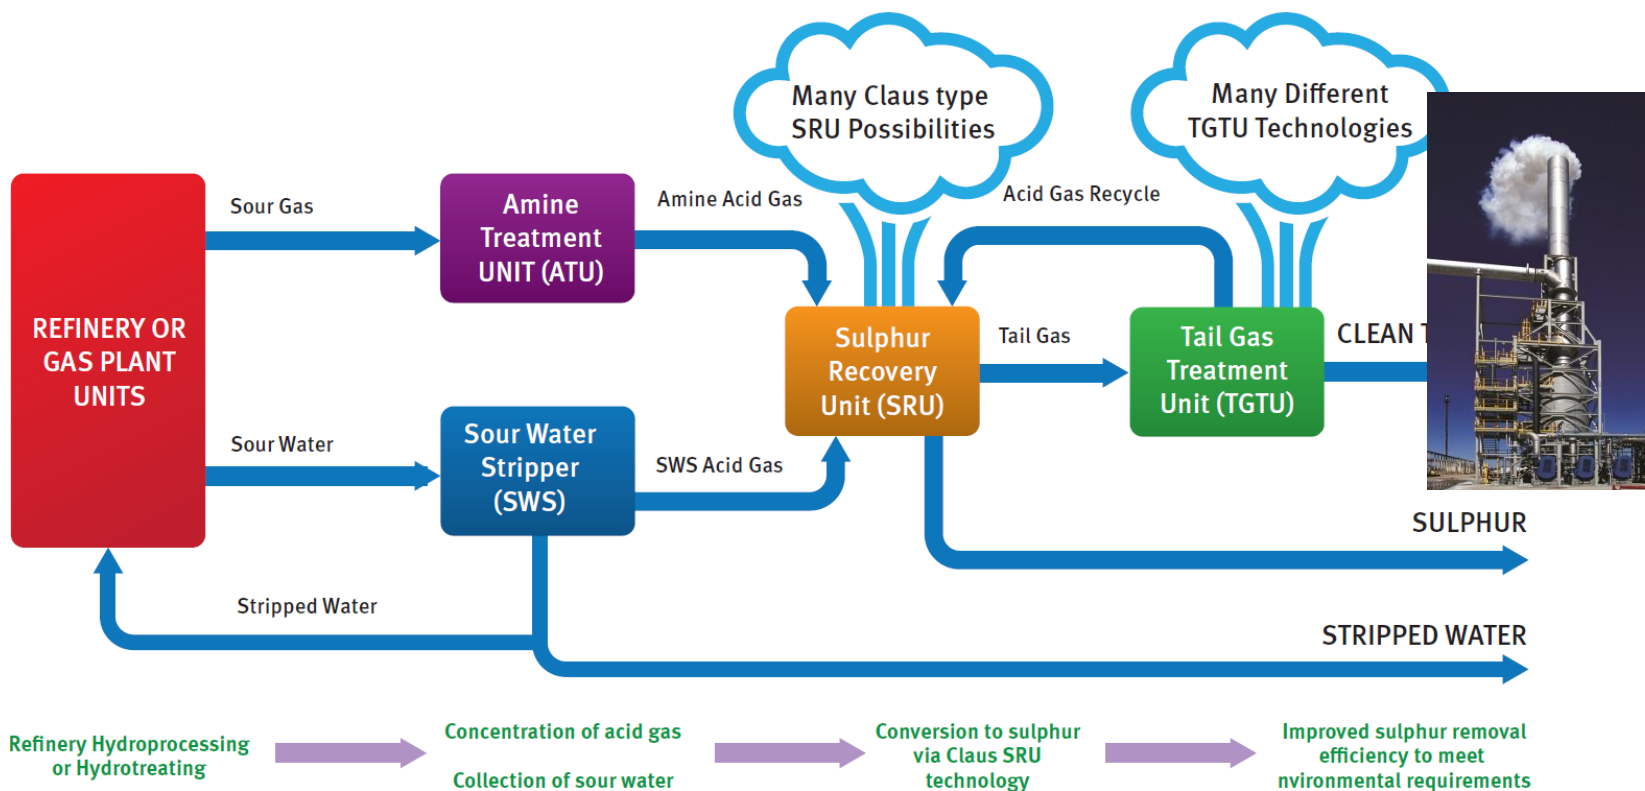 Many Claus type
SRU Possibilities
Many Different
TGTU Technologies
Sour Gas
Amine
Treatment
UNIT (ATU)
Amine Acid Gas
Acid Gas Recycle
REFINERY OR
GAS PLANT
UNITS
Sulphur
Recovery
Unit (SRU)
Tail Gas
Tail Gas
Treatment
Unit (TGTU)
CLEAN
Sour Water
Sour Water
Stripper
(SWS)
SWS Acid Gas
SULPHUR
Stripped Water
STRIPPED WATER
Refinery Hydroprocessing
or Hydrotreating
Concentration of acid gas
Collection of sour water
Conversion to sulphur
via Claus SRU
technology
Improved sulphur removal
efficiency to meet
nvironmental requirements